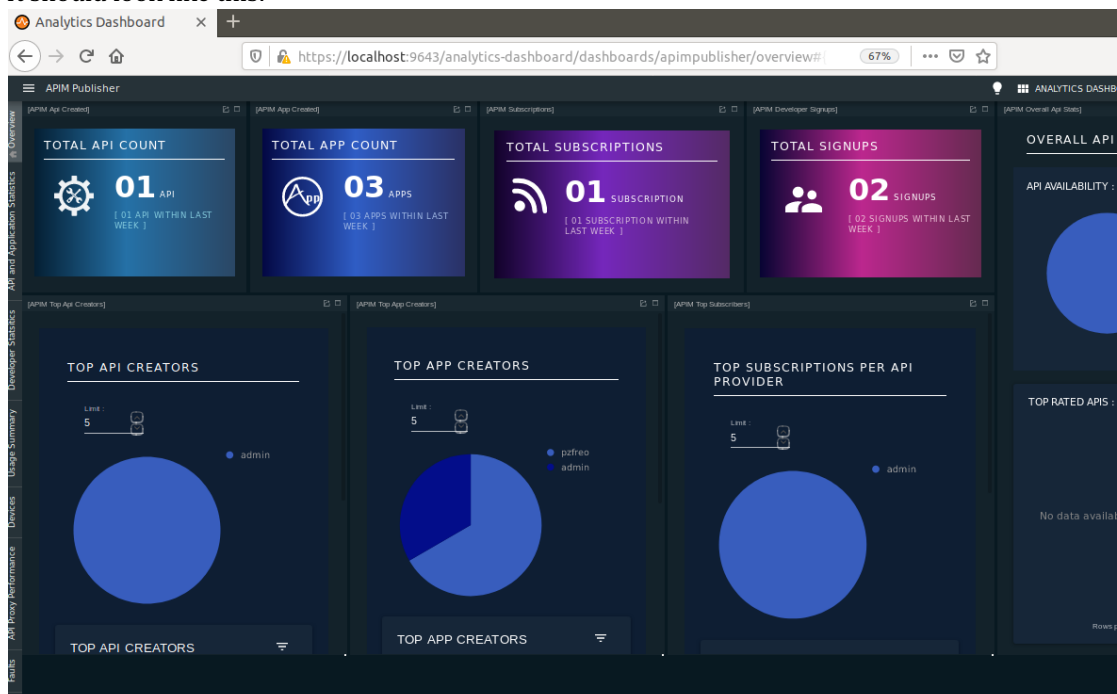 Analytics Dashboard × +
https://localhost:9643/analytics-dashboard/dashboards/apimpublisher/overview# 67%
APIM Publisher
ANALYTICS DASHB
[APIM Api Created]
[APIM App Created]
[APIM Subscriptions]
[APIM Developer Signups]
[APIM Overall Api Stats]
TOTAL API COUNT
01 API
[ 01 API WITHIN LAST
WEEK ]
TOTAL APP COUNT
App
03 APPS
[ 03 APPS WITHIN LAST
WEEK ]
TOTAL SUBSCRIPTIONS
01 SUBSCRIPTION
[ 01 SUBSCRIPTION WITHIN
LAST WEEK ]
TOTAL SIGNUPS
02 SIGNUPS
[ 02 SIGNUPS WITHIN LAST
WEEK ]
OVERALL API
API AVAILABILITY :
Overview
API and Application Statistics
Developer Statsitics
Usage Summary
Devices
API Proxy Performance
Faults
[APIM Top Api Creators]
[APIM Top App Creators]
[APIM Top Subscribers]
TOP API CREATORS
Limit :
5
admin
TOP API CREATORS
TOP APP CREATORS
Limit :
5
pzfreo
admin
TOP APP CREATORS
TOP SUBSCRIPTIONS PER API
PROVIDER
Limit :
5
admin
TOP RATED APIS :
No data availab
Rows p